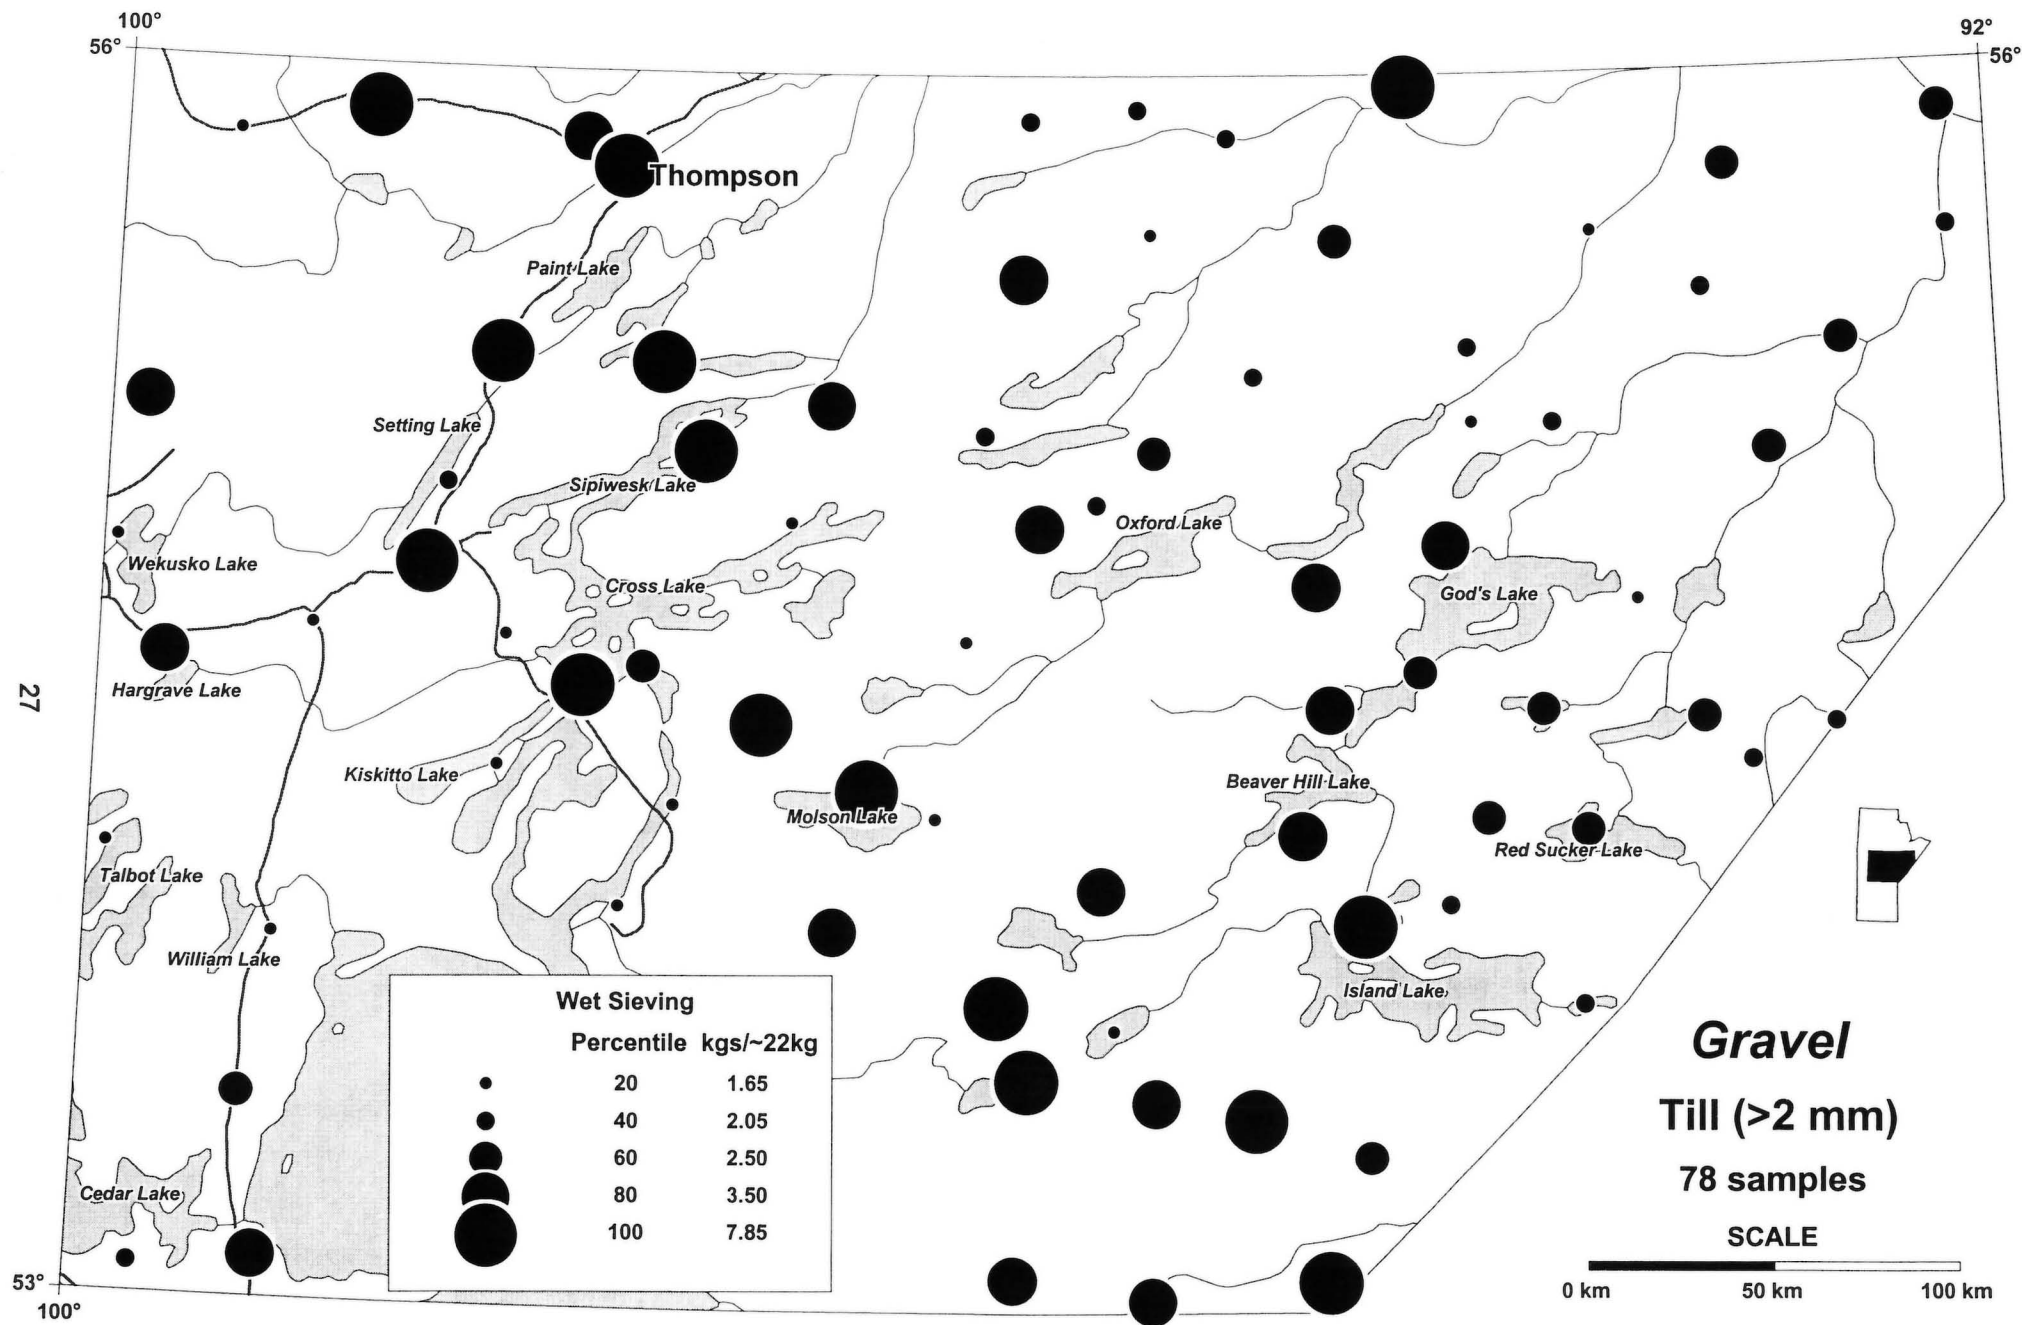 100°
92°
56°
56°
Thompson
Paint Lake
Setting Lake
Sipiwesk Lake
Oxford Lake
Wekusko Lake
Cross Lake
God's Lake
Hargrave Lake
27
Kiskitto Lake
Beaver Hill Lake
Molson Lake
Red Sucker Lake
Talbot Lake
William Lake
Island Lake
Wet Sieving
Percentile kgs/~22kg
20 1.65
40 2.05
60 2.50
80 3.50
100 7.85
Gravel
Till (>2 mm)
78 samples
SCALE
0 km 50 km 100 km
Cedar Lake
53°
100°